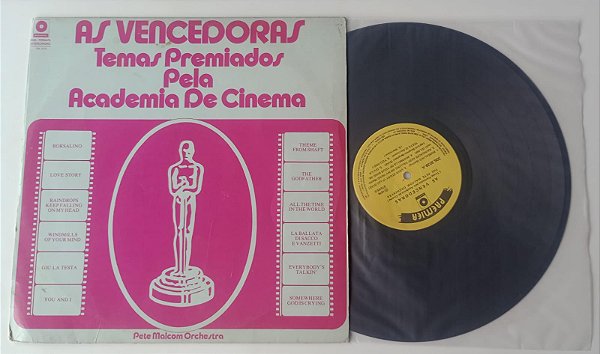 AS VENCEDORAS
Temas Premiados
Pela
Academia De Cinema
BORSALINO
LOVE STORY
RAINDROPS
KEEP FALLING
ON MY HEAD
WINDMILLS
OF YOUR MIND
GIU LA TESTA
YOU AND I
THEME
FROM SHAFT
THE
GODFATHER
ALL THE TIME
IN THE WORLD
LA BALLATA
DI SACCO
E VANZETTI
EVERYBODY'S
TALKIN'
SOMEWHERE
GOD IS CRYING
Pete Malcom Orchestra
PREMIER
VENCEDORAS